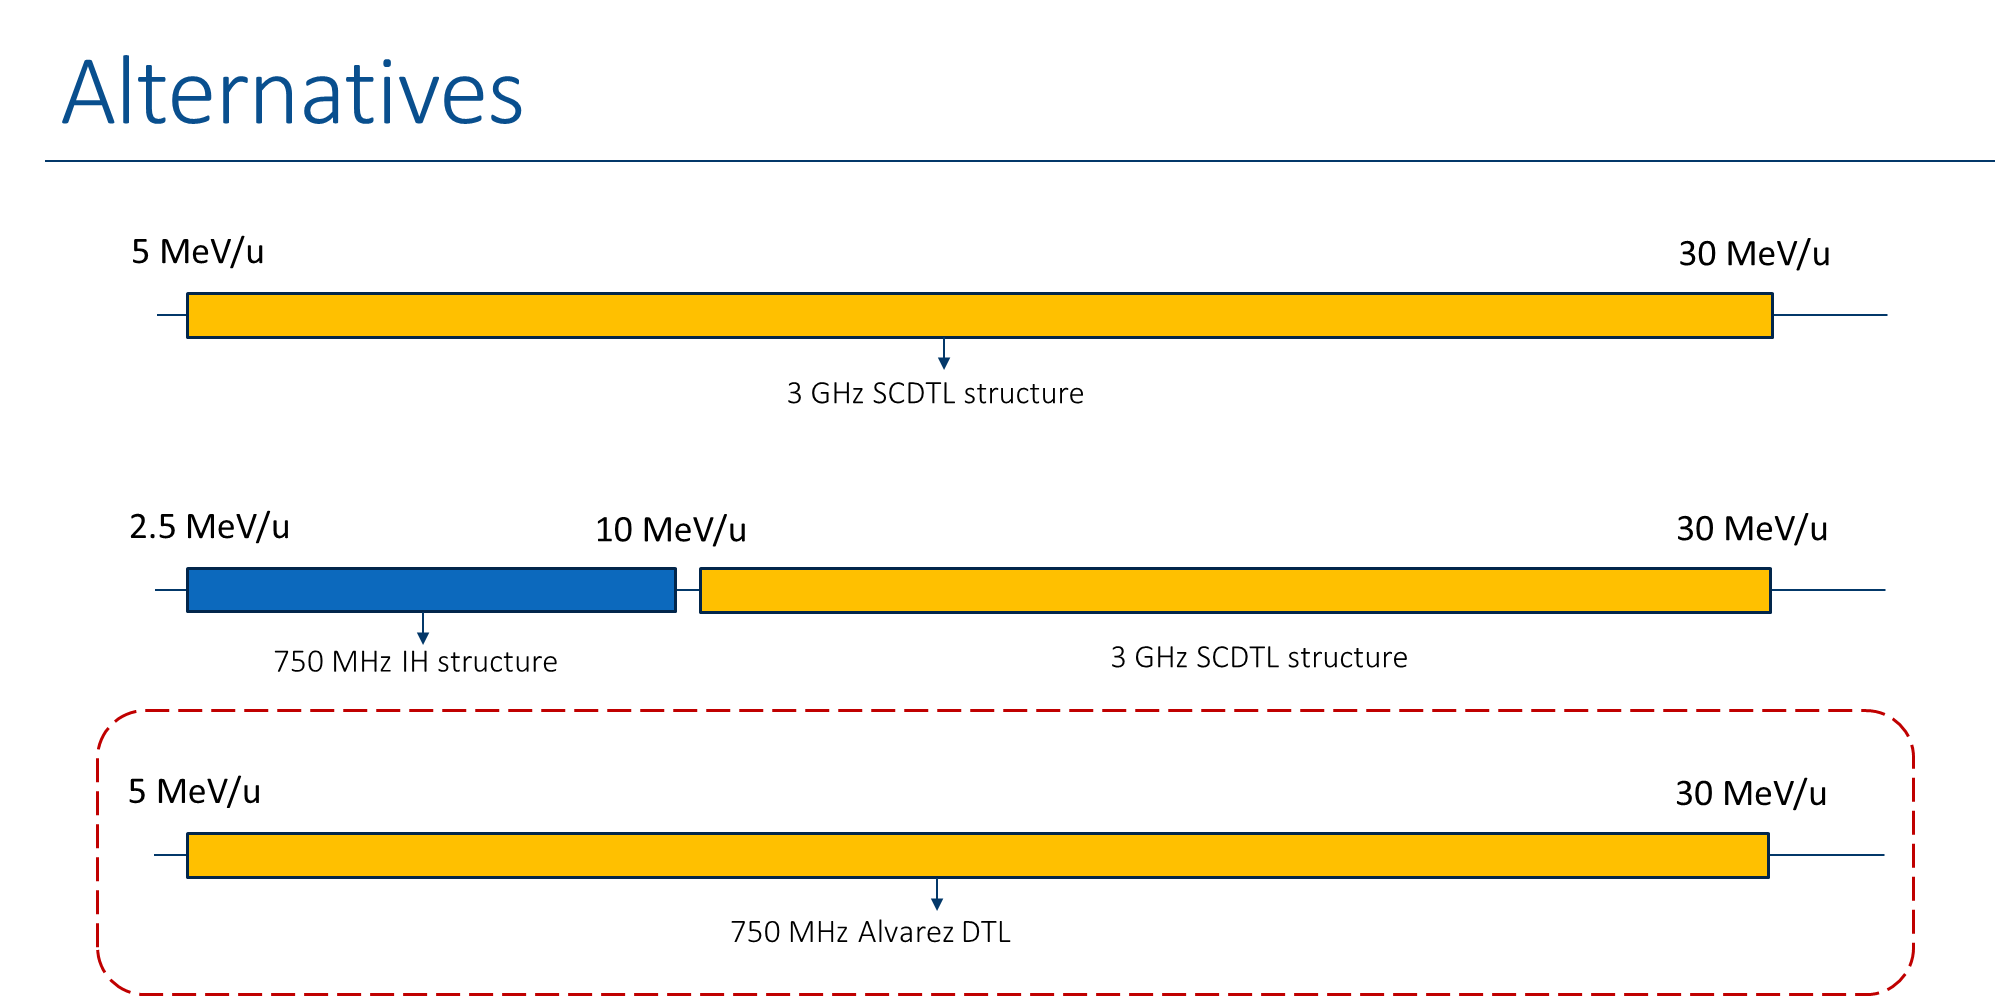 Alternatives
5 MeV/u
30 MeV/u
3 GHz SCDTL structure
2.5 MeV/u
10 MeV/u
30 MeV/u
750 MHz IH structure
3 GHz SCDTL structure
5 MeV/u
30 MeV/u
750 MHz Alvarez DTL